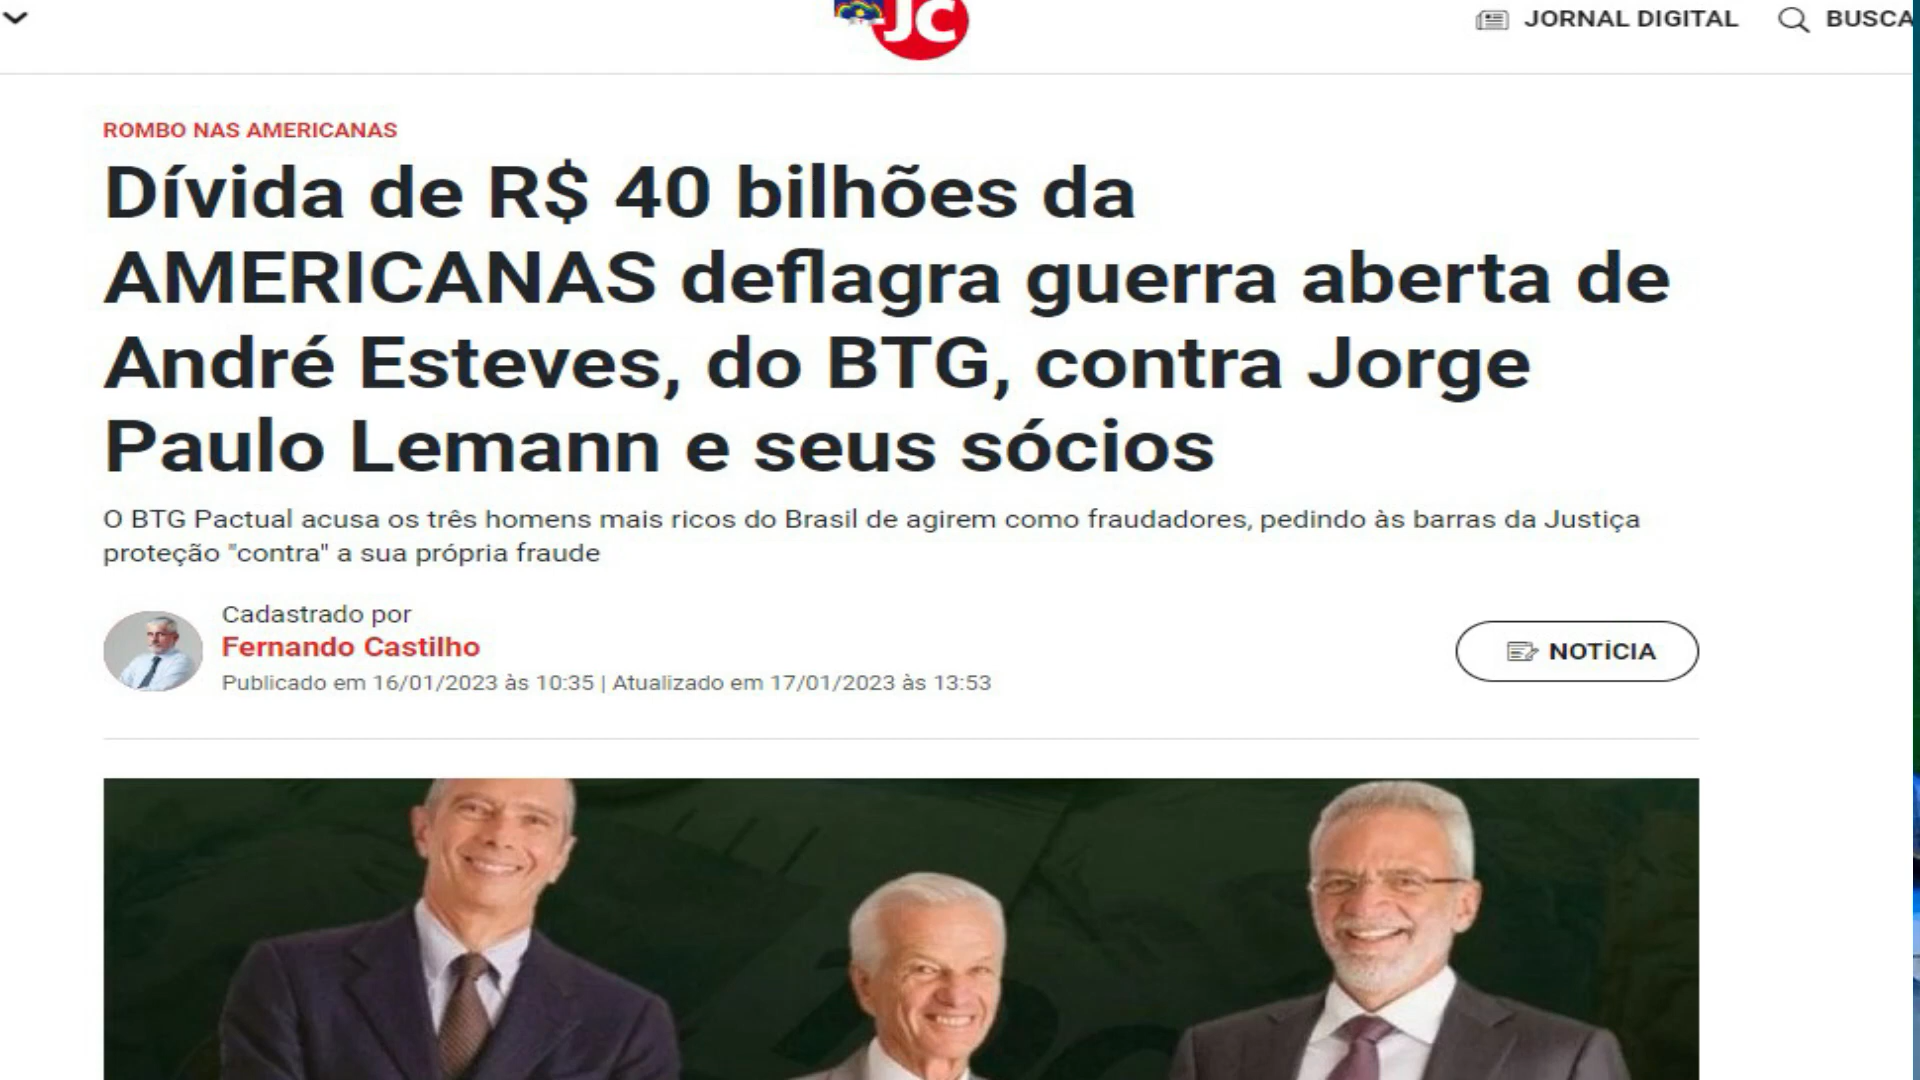 JC
JORNAL DIGITAL
BUSCA
ROMBO NAS AMERICANAS
Dívida de R$ 40 bilhões da
AMERICANAS deflagra guerra aberta de
André Esteves, do BTG, contra Jorge
Paulo Lemann e seus sócios
O BTG Pactual acusa os três homens mais ricos do Brasil de agirem como fraudadores, pedindo às barras da Justiça
proteção "contra" a sua própria fraude
Cadastrado por
Fernando Castilho
Publicado em 16/01/2023 às 10:35 | Atualizado em 17/01/2023 às 13:53
NOTÍCIA